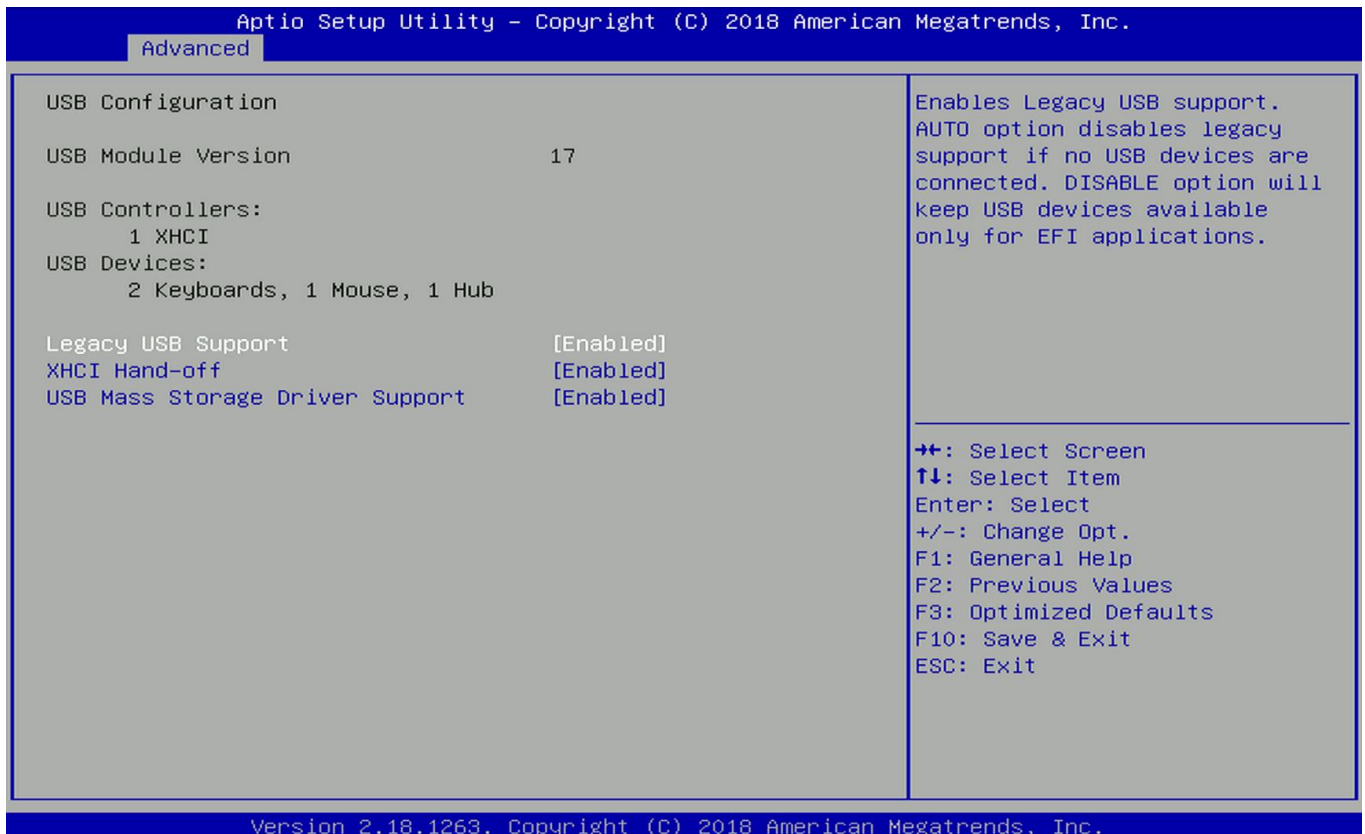 Aptio Setup Utility – Copyright (C) 2018 American Megatrends, Inc.
Advanced
USB Configuration
USB Module Version 17
USB Controllers:
1 XHCI
USB Devices:
2 Keyboards, 1 Mouse, 1 Hub
Legacy USB Support [Enabled]
XHCI Hand-off [Enabled]
USB Mass Storage Driver Support [Enabled]
Enables Legacy USB support.
AUTO option disables legacy
support if no USB devices are
connected. DISABLE option will
keep USB devices available
only for EFI applications.
→←: Select Screen
↑↓: Select Item
Enter: Select
+/-: Change Opt.
F1: General Help
F2: Previous Values
F3: Optimized Defaults
F10: Save & Exit
ESC: Exit
Version 2.18.1263. Copyright (C) 2018 American Megatrends, Inc.